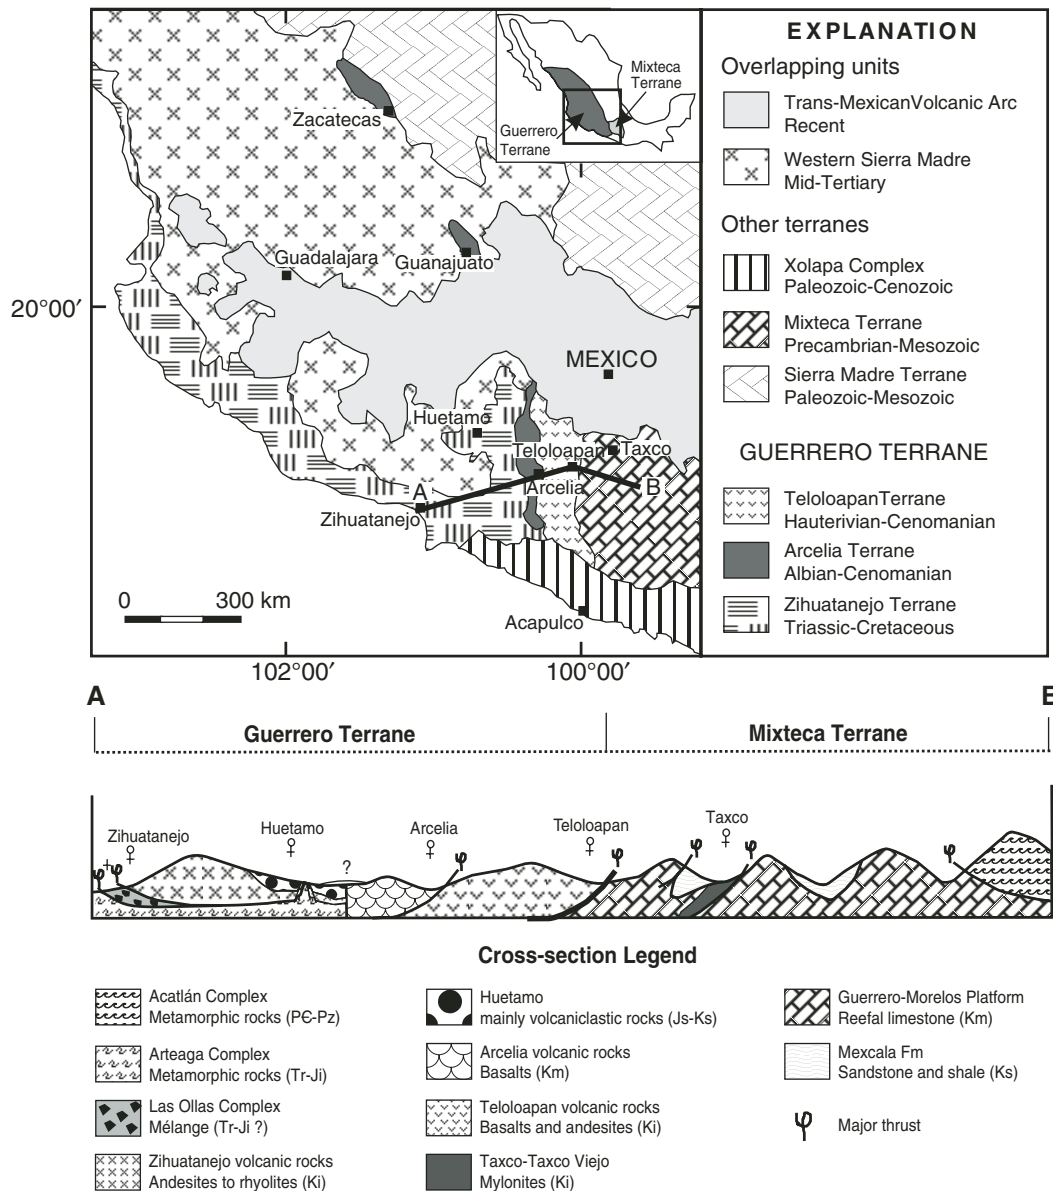 Zacatecas
Mixteca
Terrane
Guerrero
Terrane
Guadalajara
Guanajuato
20°00′
MEXICO
Huetamo
Teloloapan
Taxco
A
Arcelia
B
Zihuatanejo
0 300 km
Acapulco
102°00′ 100°00′
EXPLANATION
Overlapping units
Trans-MexicanVolcanic Arc
Recent
Western Sierra Madre
Mid-Tertiary
Other terranes
Xolapa Complex
Paleozoic-Cenozoic
Mixteca Terrane
Precambrian-Mesozoic
Sierra Madre Terrane
Paleozoic-Mesozoic
GUERRERO TERRANE
TeloloapanTerrane
Hauterivian-Cenomanian
Arcelia Terrane
Albian-Cenomanian
Zihuatanejo Terrane
Triassic-Cretaceous
A
Guerrero Terrane Mixteca Terrane
Zihuatanejo Huetamo Arcelia Teloloapan Taxco
?
Cross-section Legend
Acatlán Complex
Metamorphic rocks (PЄ-Pz)
Arteaga Complex
Metamorphic rocks (Tr-Ji)
Las Ollas Complex
Mélange (Tr-Ji ?)
Zihuatanejo volcanic rocks
Andesites to rhyolites (Ki)
Huetamo
mainly volcaniclastic rocks (Js-Ks)
Arcelia volcanic rocks
Basalts (Km)
Teloloapan volcanic rocks
Basalts and andesites (Ki)
Taxco-Taxco Viejo
Mylonites (Ki)
Guerrero-Morelos Platform
Reefal limestone (Km)
Mexcala Fm
Sandstone and shale (Ks)
Major thrust